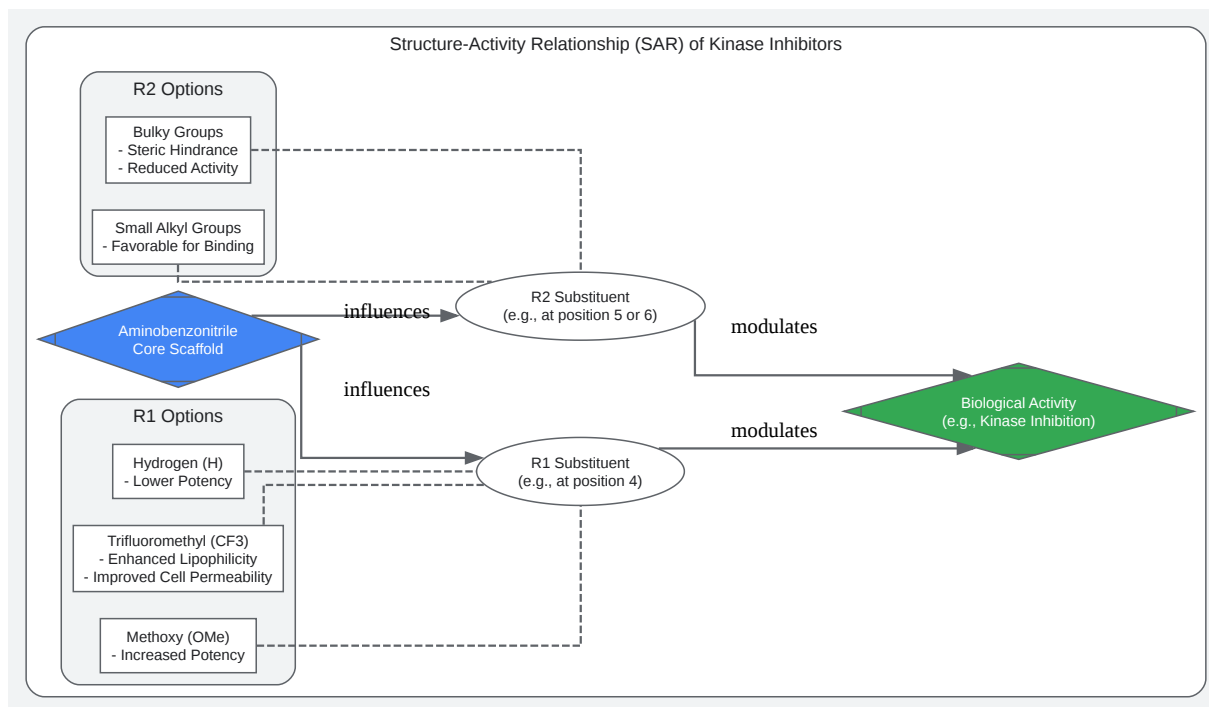 Structure-Activity Relationship (SAR) of Kinase Inhibitors
R2 Options
Bulky Groups
- Steric Hindrance
- Reduced Activity
Small Alkyl Groups
- Favorable for Binding
Aminobenzonitrile
Core Scaffold
influences
influences
R2 Substituent
(e.g., at position 5 or 6)
modulates
Biological Activity
(e.g., Kinase Inhibition)
modulates
R1 Substituent
(e.g., at position 4)
R1 Options
Hydrogen (H)
- Lower Potency
Trifluoromethyl (CF3)
- Enhanced Lipophilicity
- Improved Cell Permeability
Methoxy (OMe)
- Increased Potency